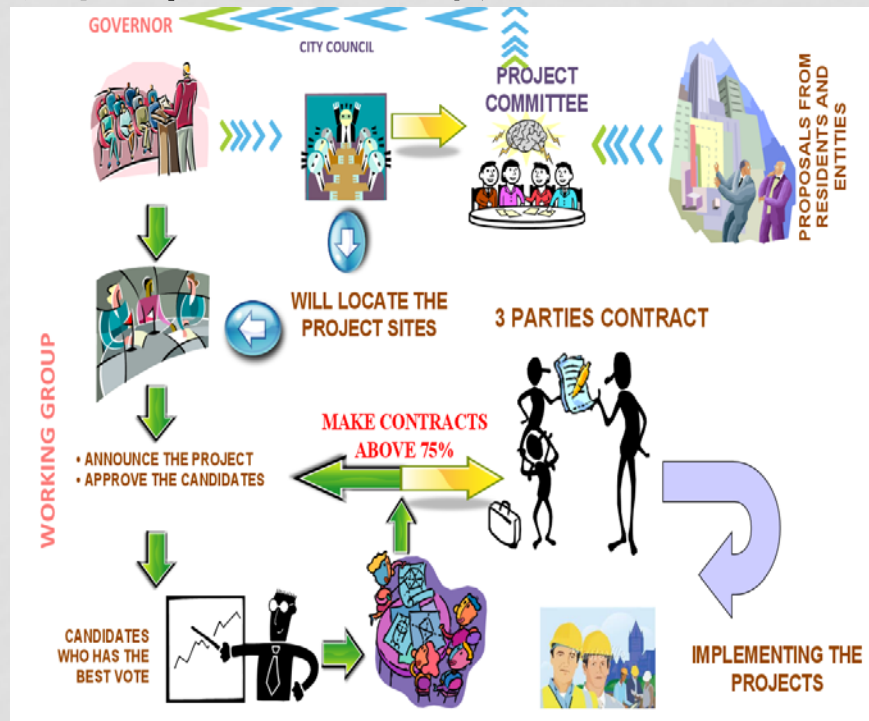 GOVERNOR
CITY COUNCIL
PROJECT
COMMITTEE
PROPOSALS FROM
PRESIDENTS AND
ENTITIES
WILL LOCATE THE
PROJECT SITES
3 PARTIES CONTRACT
WORKING GROUP
MAKE CONTRACTS
ABOVE 75%
• ANNOUNCE THE PROJECT
• APPROVE THE CANDIDATES
CANDIDATES
WHO HAS THE
BEST VOTE
IMPLEMENTING THE
PROJECTS